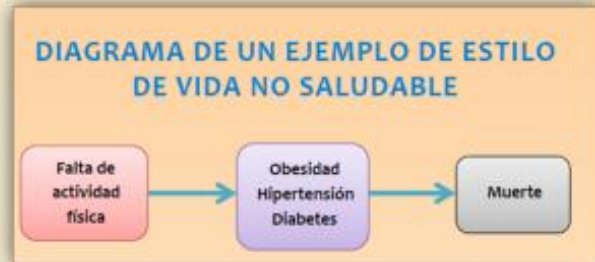 DIAGRAMA DE UN EJEMPLO DE ESTILO
DE VIDA NO SALUDABLE
Falta de
actividad
física
Obesidad
Hipertensión
Diabetes
Muerte